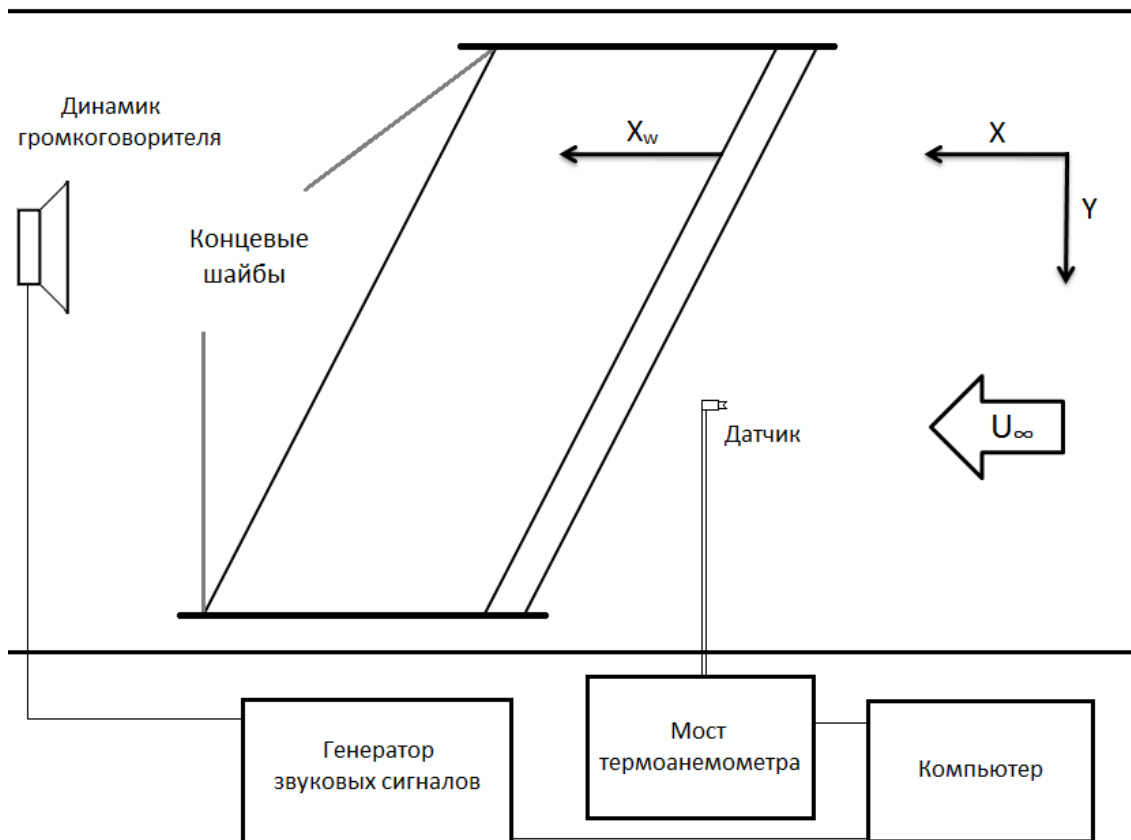 Динамик
громкоговорителя
Концевые
шайбы
Xw
X
Y
U∞
Датчик
Генератор
звуковых сигналов
Мост
термоанемометра
Компьютер